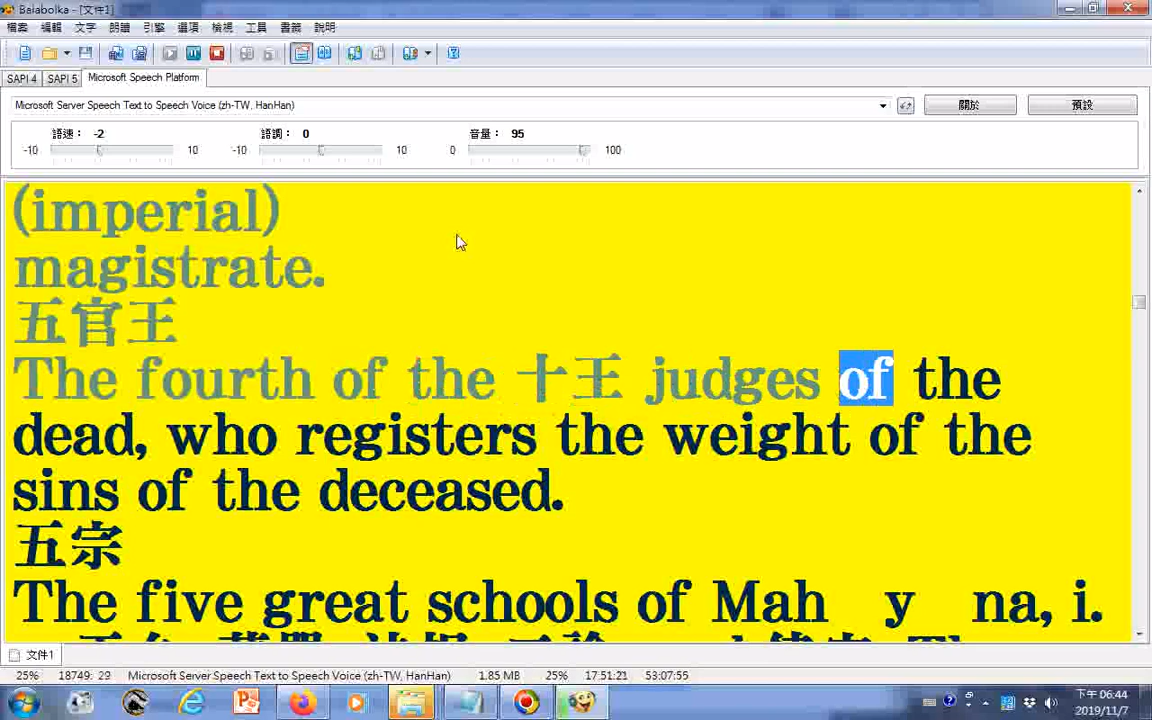 Balabolka - [文件1]
檔案 編輯 文字 朗讀 引擎 選項 檢視 工具 書籤 說明
SAPI 4 SAPI 5 Microsoft Speech Platform
Microsoft Server Speech Text to Speech Voice (zh-TW, HanHan) 關於 預設
語速： -2 語調： 0 音量： 95
-10 10 -10 10 0 100
(imperial)
magistrate.
五官王
The fourth of the 十王 judges of the
dead, who registers the weight of the
sins of the deceased.
五宗
The five great schools of Mah y na, i.
文件1
25% 18749: 29 Microsoft Server Speech Text to Speech Voice (zh-TW, HanHan) 1.85 MB 25% 17:51:21 53:07:55
下午 06:44
2019/11/7